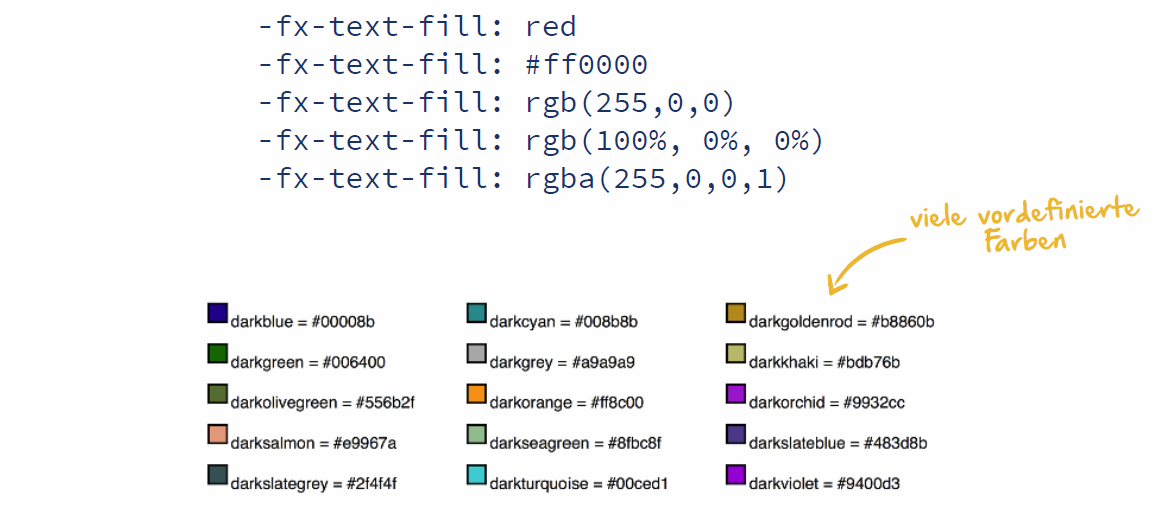 -fx-text-fill: red
-fx-text-fill: #ff0000
-fx-text-fill: rgb(255,0,0)
-fx-text-fill: rgb(100%, 0%, 0%)
-fx-text-fill: rgba(255,0,0,1)
viele vordefinierte
Farben
darkblue = #00008b
darkcyan = #008b8b
darkgoldenrod = #b8860b
darkgreen = #006400
darkgrey = #a9a9a9
darkkhaki = #bdb76b
darkolivegreen = #556b2f
darkorange = #ff8c00
darkorchid = #9932cc
darksalmon = #e9967a
darkseagreen = #8fbc8f
darkslateblue = #483d8b
darkslategrey = #2f4f4f
darkturquoise = #00ced1
darkviolet = #9400d3